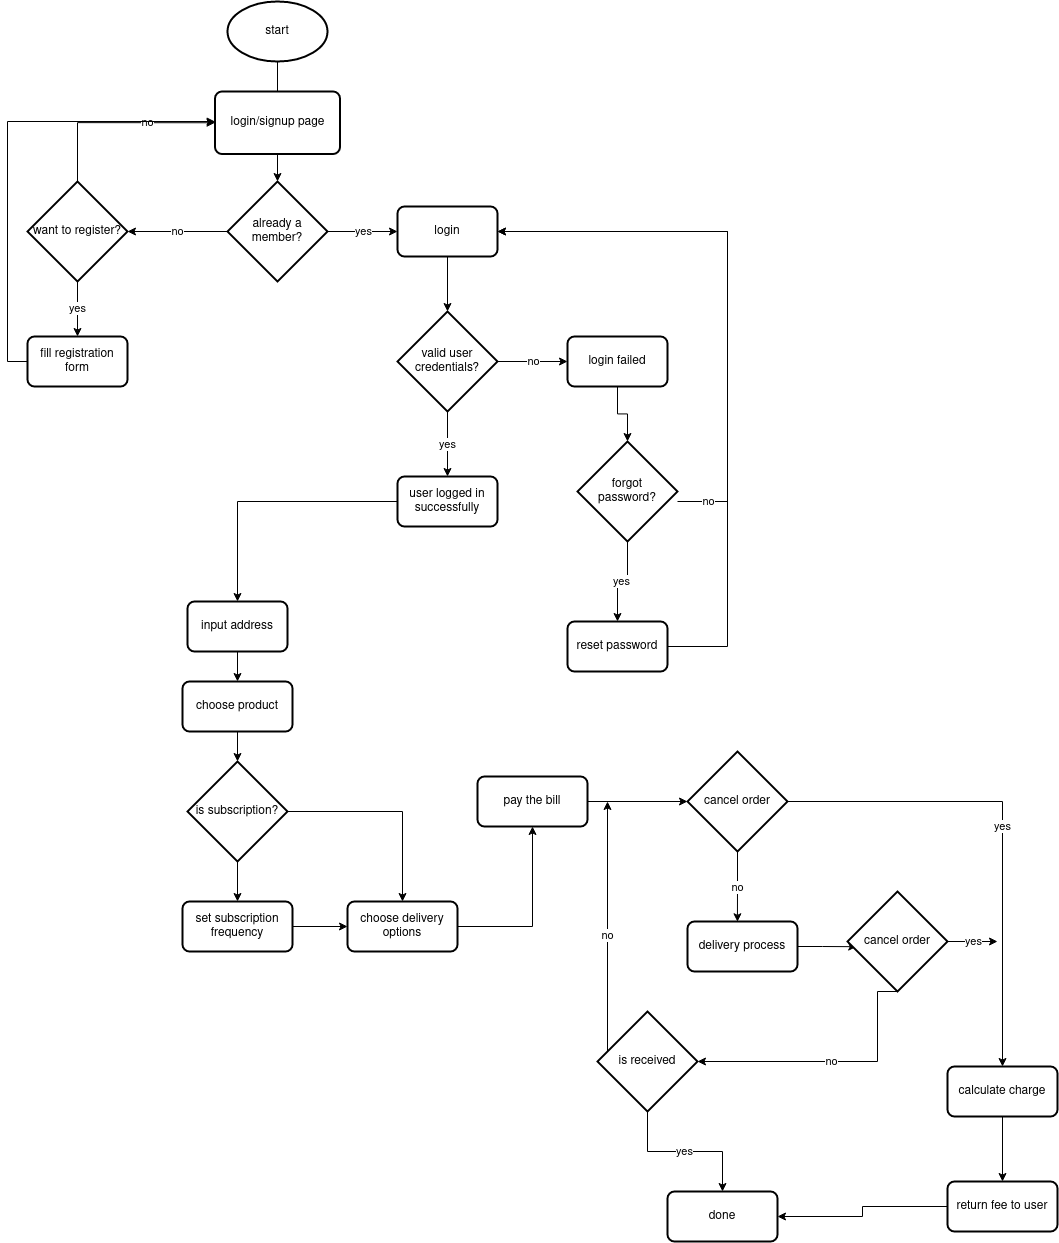 start
login/signup page
no
want to register?
no
already a
member?
yes
login
yes
fill registration
form
valid user
credentials?
no
login failed
yes
user logged in
successfully
forgot
password?
no
yes
input address
reset password
choose product
is subscription?
pay the bill
cancel order
yes
no
set subscription
frequency
choose delivery
options
no
delivery process
cancel order
yes
is received
no
calculate charge
yes
done
return fee to user